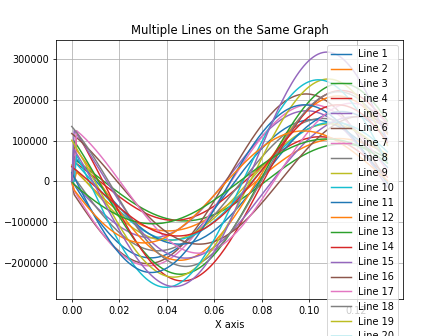 Multiple Lines on the Same Graph
300000
200000
100000
0
−100000
−200000
0.00
0.02
0.04
0.06
0.08
0.10
X axis
Line 1
Line 2
Line 3
Line 4
Line 5
Line 6
Line 7
Line 8
Line 9
Line 10
Line 11
Line 12
Line 13
Line 14
Line 15
Line 16
Line 17
Line 18
Line 19
Line 20